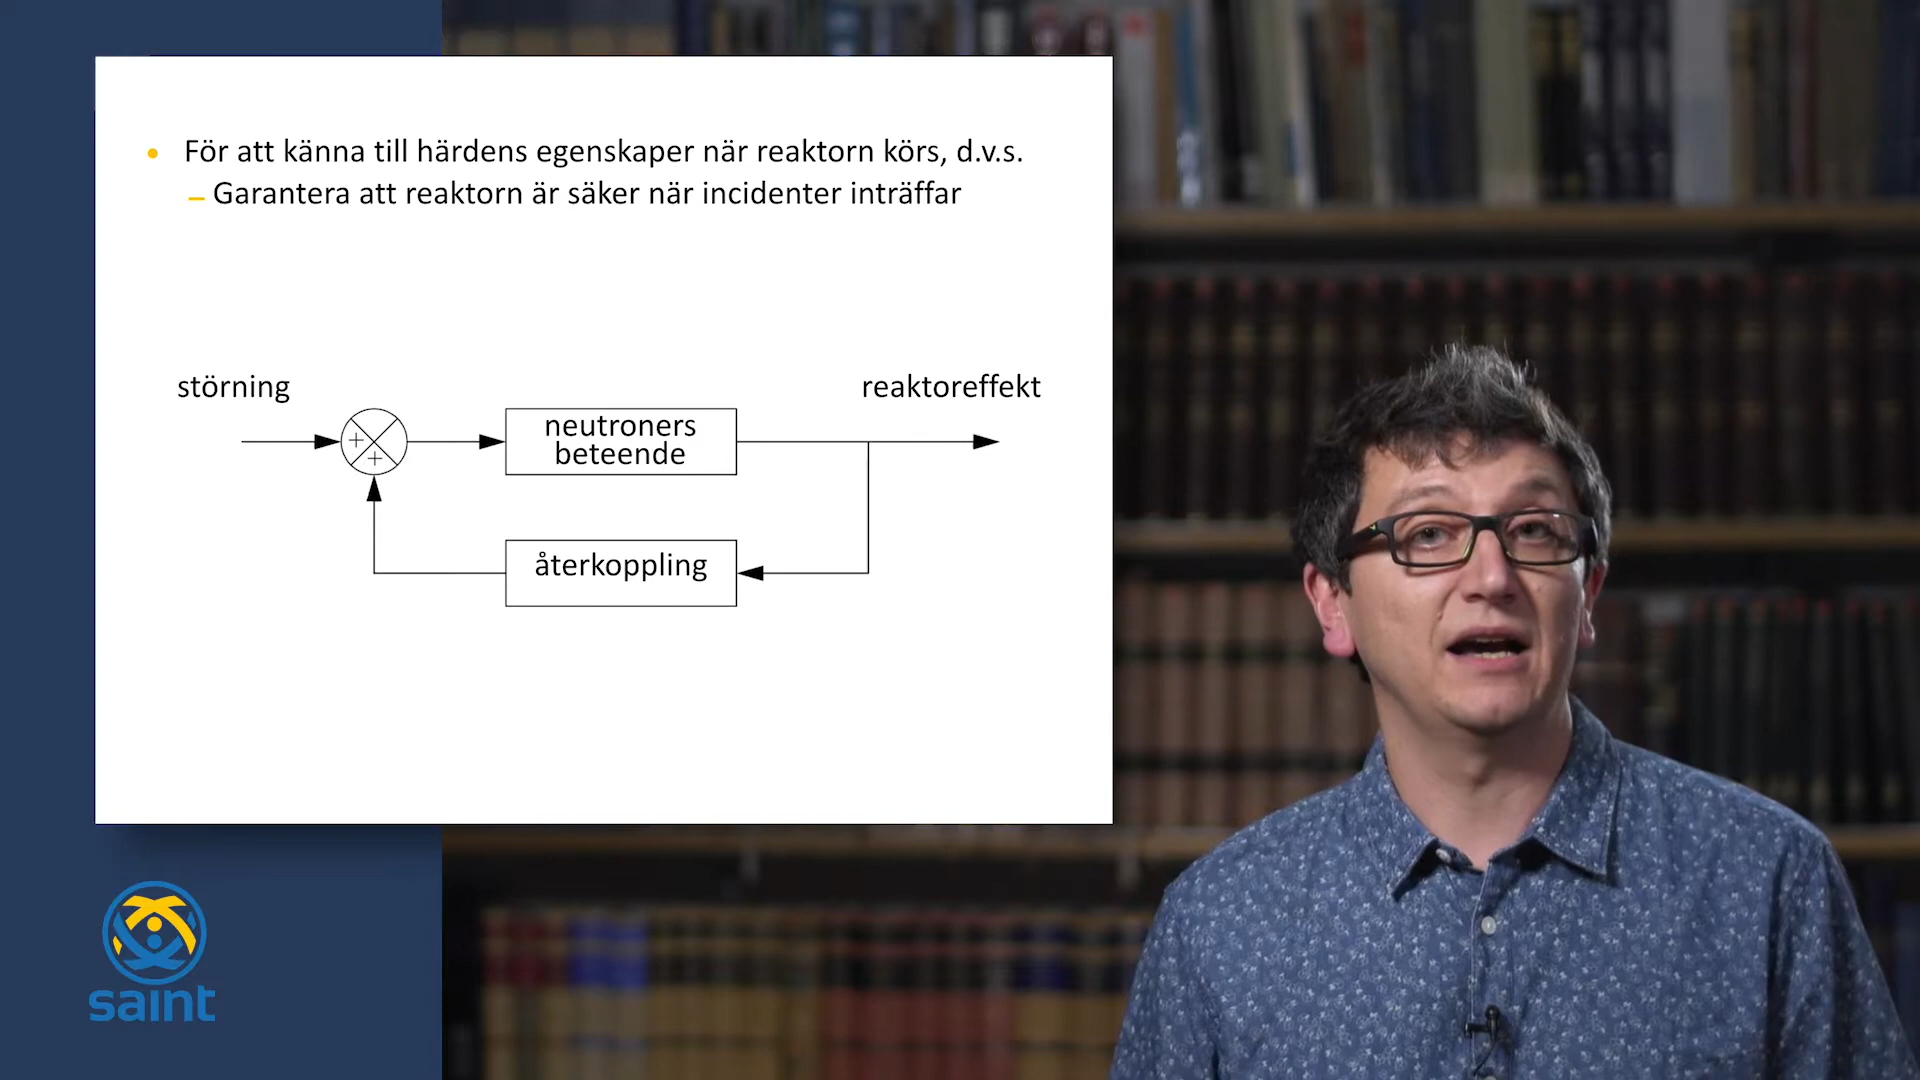 För att känna till härdens egenskaper när reaktorn körs, d.v.s.
– Garantera att reaktorn är säker när incidenter inträffar
störning
reaktoreffekt
neutroners
beteende
+
+
återkoppling
saint